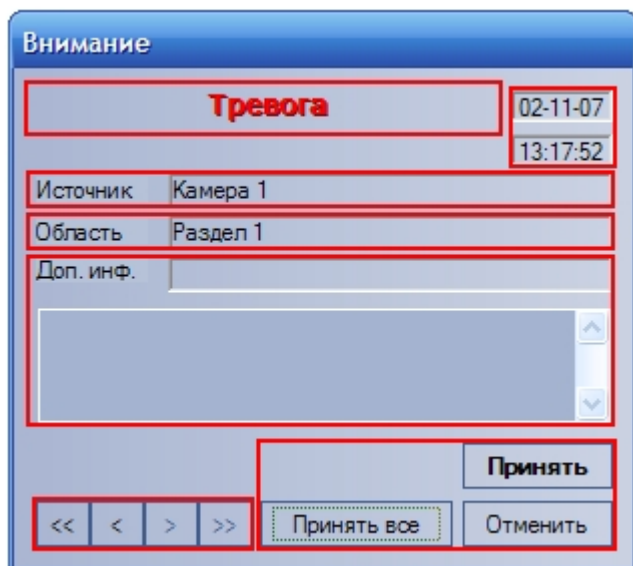 Внимание
Тревога 02-11-07
13:17:52
Источник Камера 1
Область Раздел 1
Доп. инф.
Принять
<< < > >> Принять все Отменить